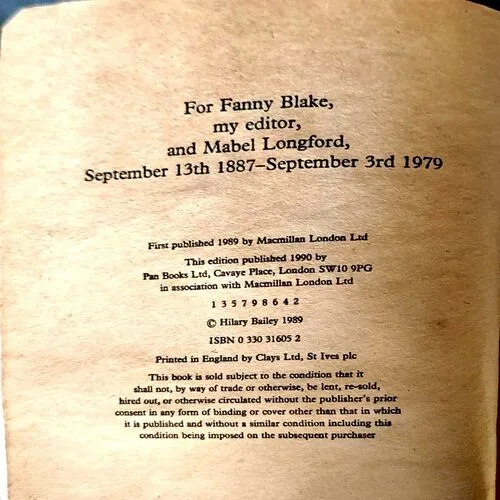 For Fanny Blake,
my editor,
and Mabel Longford,
September 13th 1887–September 3rd 1979
First published 1989 by Macmillan London Ltd
This edition published 1990 by
Pan Books Ltd, Cavaye Place, London SW10 9PG
in association with Macmillan London Ltd
1 3 5 7 9 8 6 4 2
© Hilary Bailey 1989
ISBN 0 330 31605 2
Printed in England by Clays Ltd, St Ives plc
This book is sold subject to the condition that it
shall not, by way of trade or otherwise, be lent, re-sold,
hired out, or otherwise circulated without the publisher's prior
consent in any form of binding or cover other than that in which
it is published and without a similar condition including this
condition being imposed on the subsequent purchaser